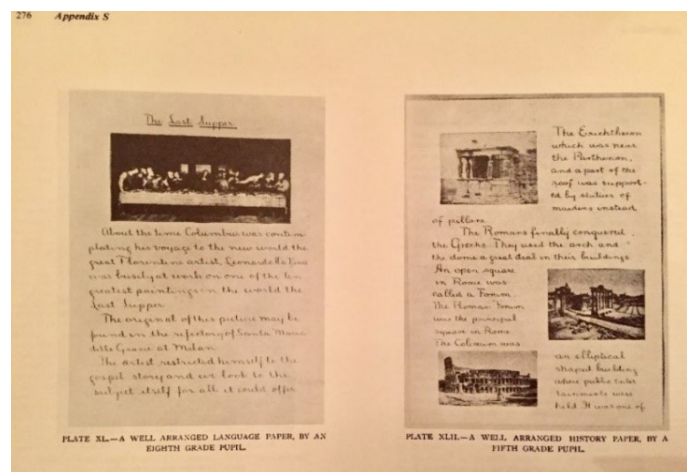 276 Appendix S
The Last Supper.
About the time Columbus was contem-
plating his voyage to the new world the
great Florentine artist, Leonardo da Vinci
was busily at work on one of the ten
greatest paintings in the world the
Last Supper.
The original of this picture may be
found in the refectory of Santa Maria
delle Grazie at Milan.
The artist restricted himself to the
gospel story and we look to the
subject itself for all it could offer
PLATE XL.—A WELL ARRANGED LANGUAGE PAPER, BY AN
EIGHTH GRADE PUPIL.
The Erechtheion
which was near
the Parthenon,
and a part of the
roof was support-
ed by statues of
maidens instead
of pillars.
The Romans finally conquered
the Greeks. They used the arch and
the dome a great deal in their buildings
An open square
in Rome was
called a Forum.
The Roman Forum
was the principal
square in Rome.
The Coliseum was
an elliptical
shaped building
where public enter
tainments were
held. It was one of
PLATE XLII.—A WELL ARRANGED HISTORY PAPER, BY A
FIFTH GRADE PUPIL.